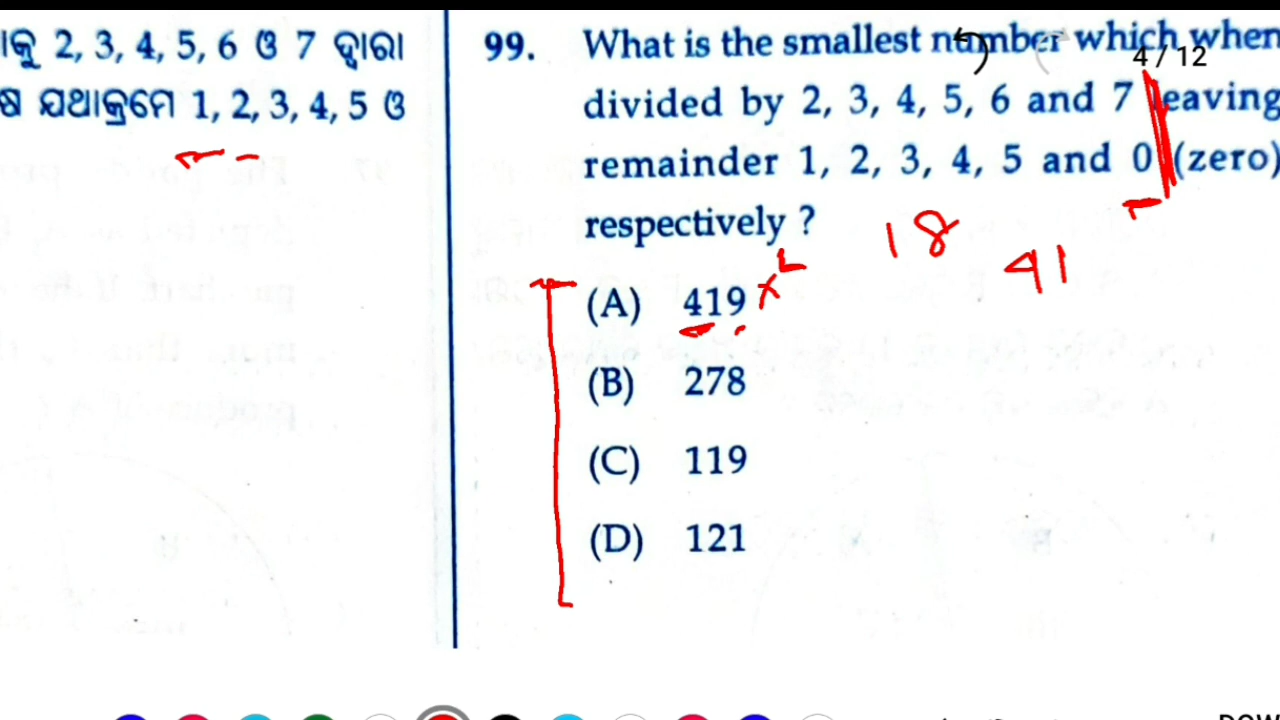 2, 3, 4, 5, 6 ଓ 7 ଦ୍ୱାରା
ଯଥାକ୍ରମେ 1, 2, 3, 4, 5 ଓ
99. What is the smallest number which when
4 / 12
divided by 2, 3, 4, 5, 6 and 7 leaving
remainder 1, 2, 3, 4, 5 and 0 (zero)
respectively ?
18
41
(A) 419
(B) 278
(C) 119
(D) 121